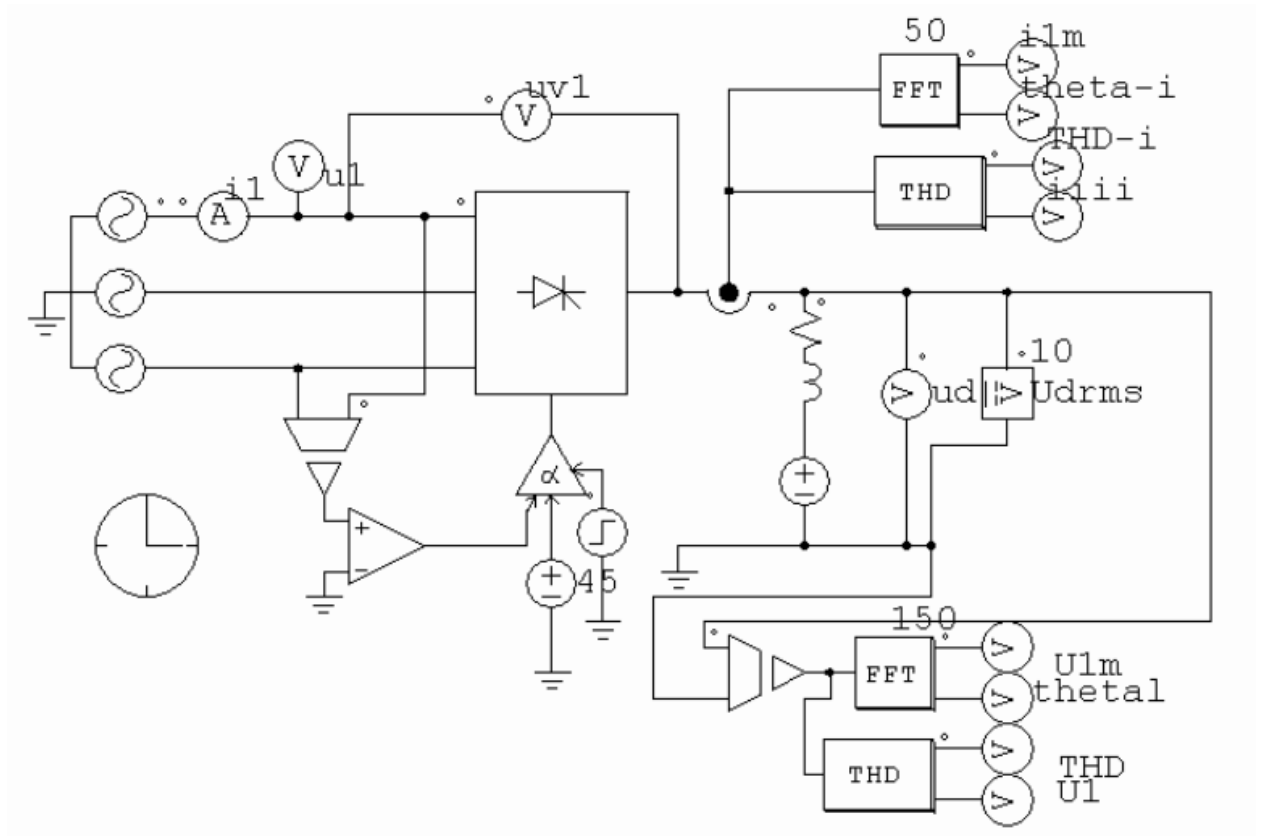 50
i1m
FFT
theta-i
uv1
V
V
V
V
THD-i
V
THD
iiii
V
V
u1
i1
A
10
V
ud
V
Udrms
α
45
150
FFT
V
U1m
V
theta1
THD
V
THD
V
U1